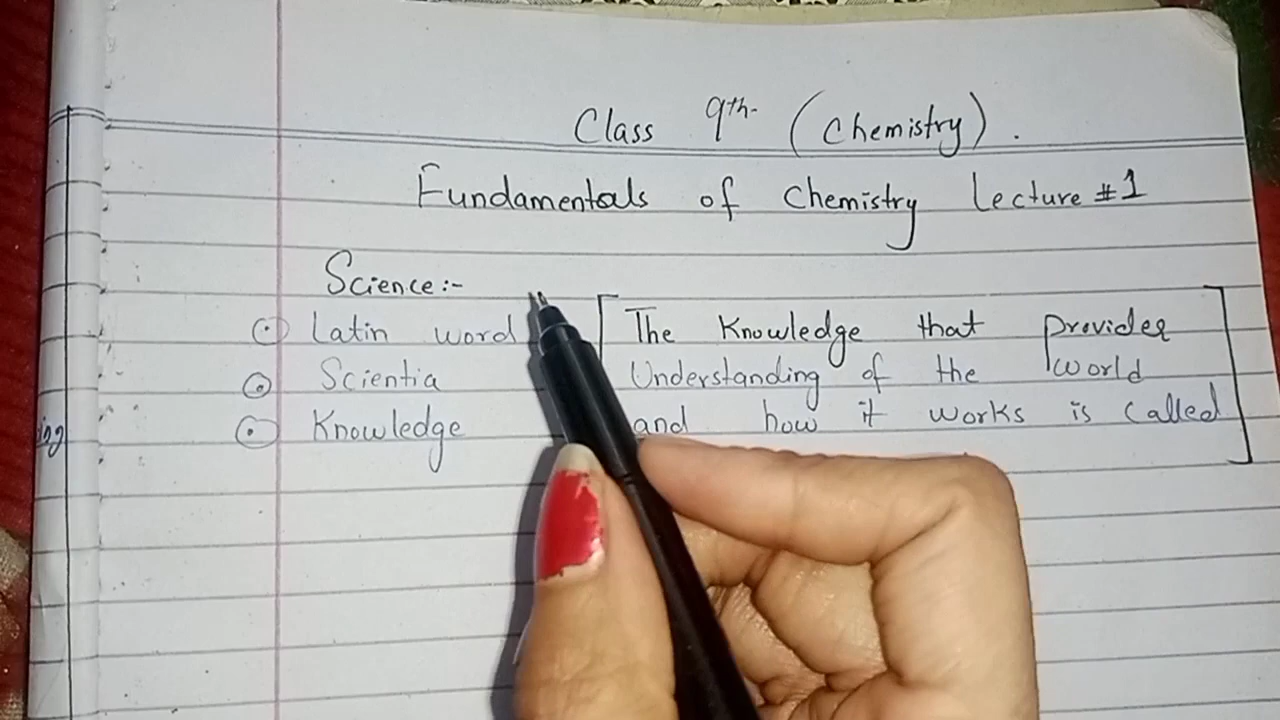 Class 9th (Chemistry).
Fundamentals of Chemistry Lecture #1
Science:-
Latin word
Scientia
Knowledge
[The Knowledge that provides
Understanding of the world
and how it works is called]